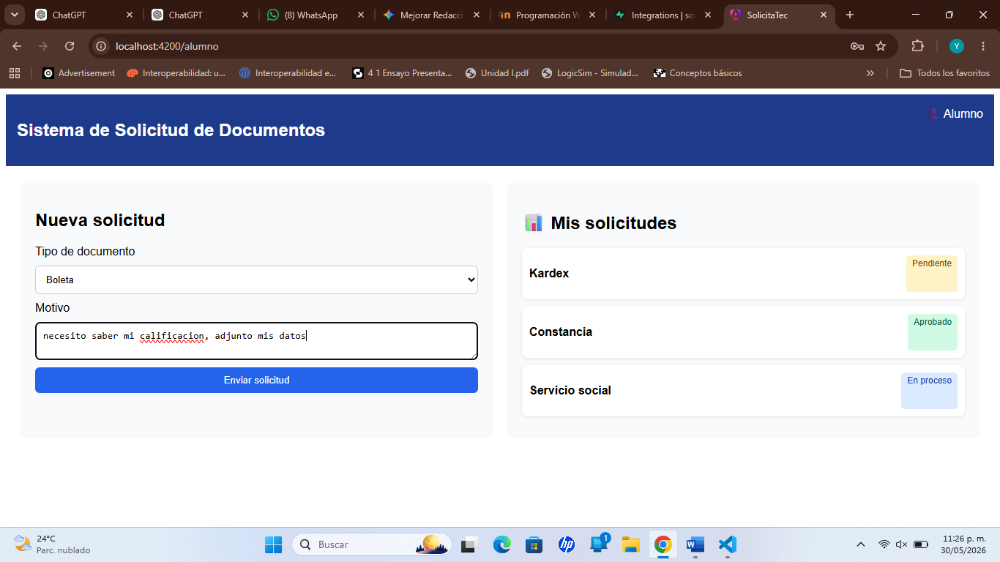 ChatGPT
ChatGPT
(8) WhatsApp
Mejorar Redacci
Programación W
Integrations | so
SolicitaTec
localhost:4200/alumno
Y
Advertisement
Interoperabilidad: u...
Interoperabilidad e...
4 1 Ensayo Presenta...
Unidad I.pdf
LogicSim - Simulad...
Conceptos básicos
Todos los favoritos
Sistema de Solicitud de Documentos
Alumno
Nueva solicitud
Tipo de documento
Boleta
Motivo
necesito saber mi calificacion, adjunto mis datos
Enviar solicitud
Mis solicitudes
Kardex
Pendiente
Constancia
Aprobado
Servicio social
En proceso
24°C
Parc. nublado
Buscar
1
11:26 p. m.
30/05/2026